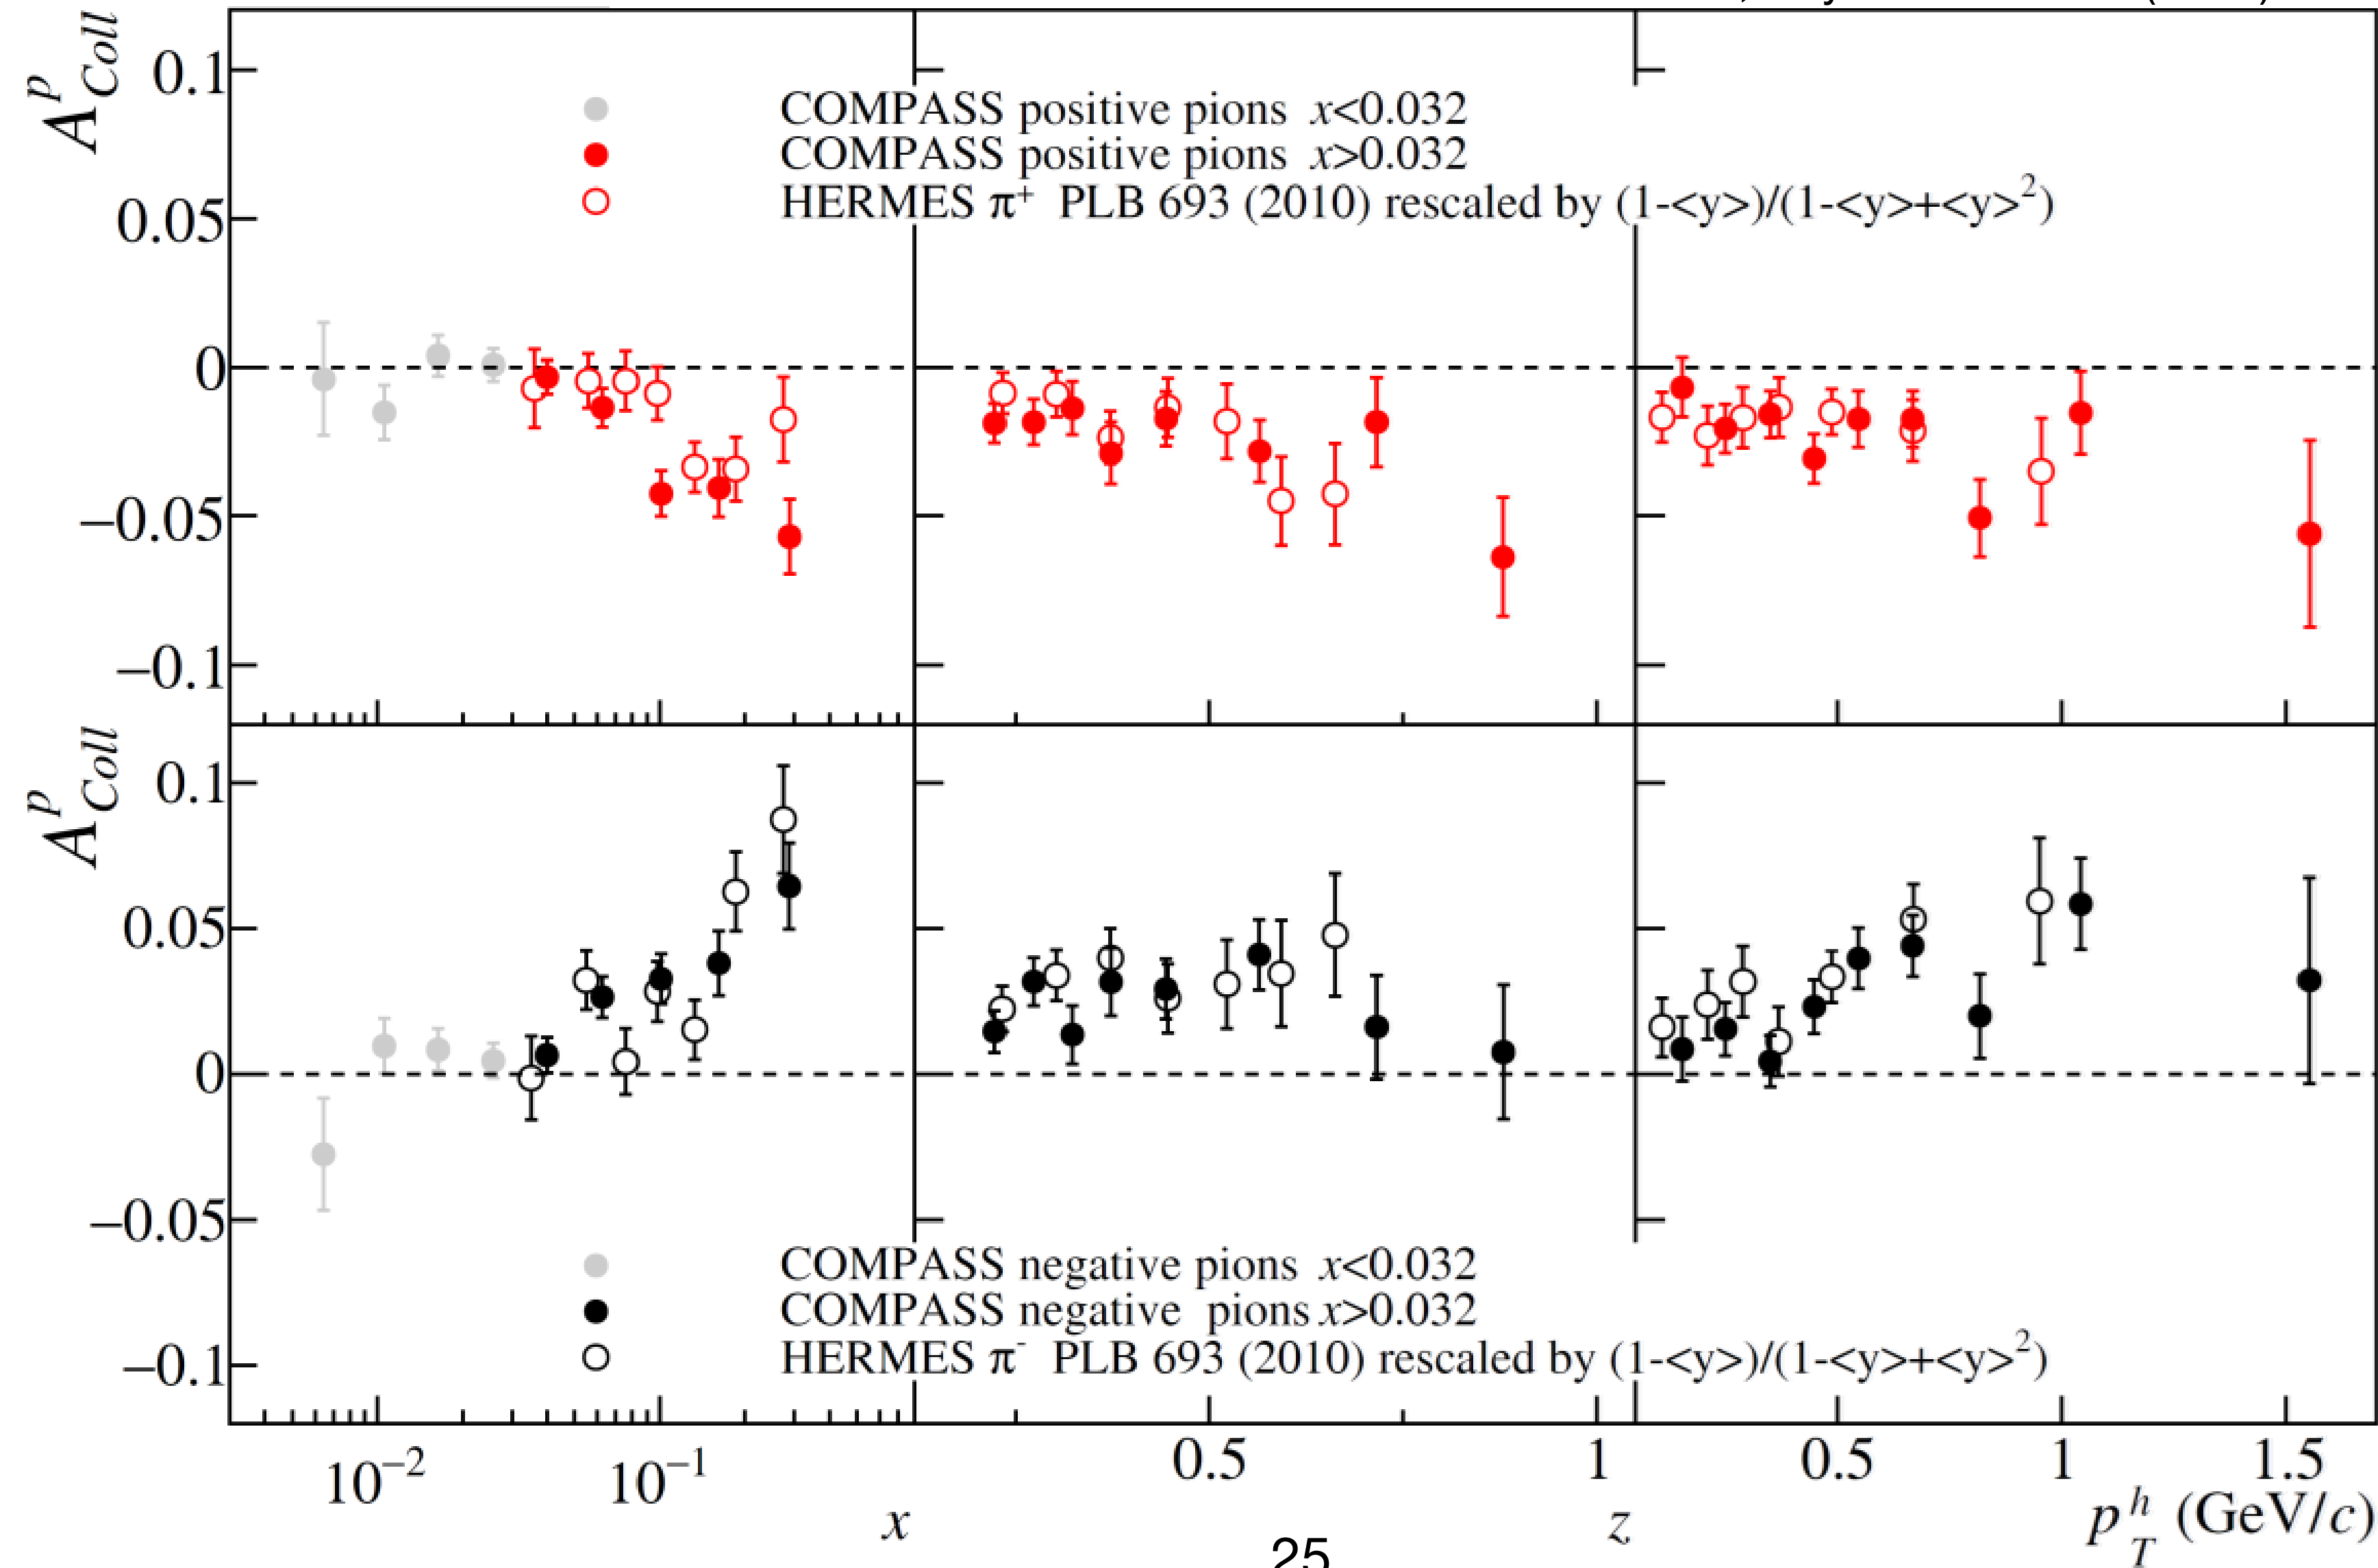 A^p_Coll
0.1
0.05
0
−0.05
−0.1
COMPASS positive pions x<0.032
COMPASS positive pions x>0.032
HERMES π⁺ PLB 693 (2010) rescaled by (1-<y>)/(1-<y>+<y>²)
A^p_Coll
0.1
0.05
0
−0.05
−0.1
COMPASS negative pions x<0.032
COMPASS negative pions x>0.032
HERMES π⁻ PLB 693 (2010) rescaled by (1-<y>)/(1-<y>+<y>²)
10⁻² 10⁻¹ 0.5 1 0.5 1 1.5
x z p_T^h (GeV/c)
25